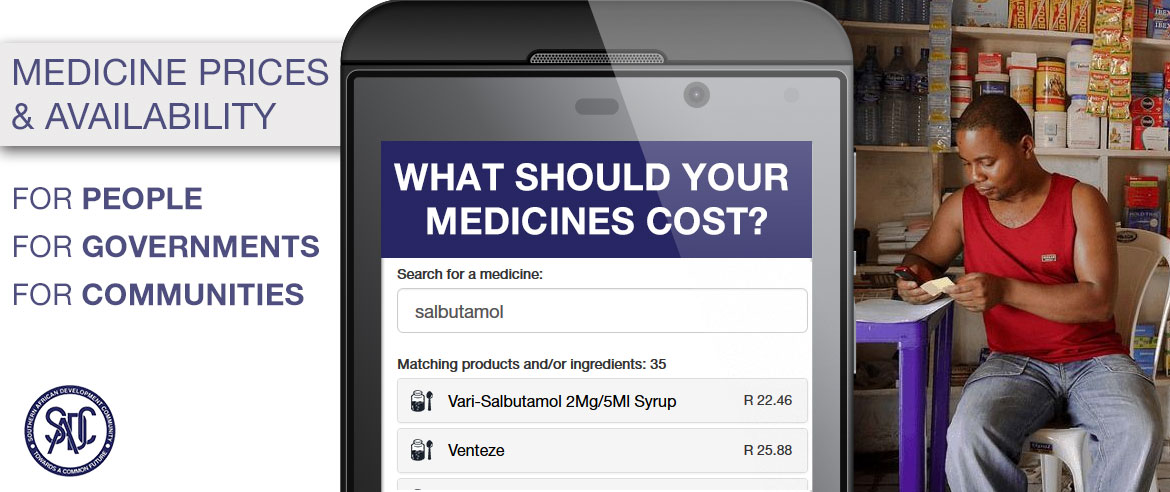 MEDICINE PRICES
& AVAILABILITY
FOR PEOPLE
FOR GOVERNMENTS
FOR COMMUNITIES
SOUTHERN AFRICAN DEVELOPMENT COMMUNITY
SADC
TOWARDS A COMMON FUTURE
WHAT SHOULD YOUR
MEDICINES COST?
Search for a medicine:
salbutamol
Matching products and/or ingredients: 35
Vari-Salbutamol 2Mg/5Ml Syrup R 22.46
Venteze R 25.88